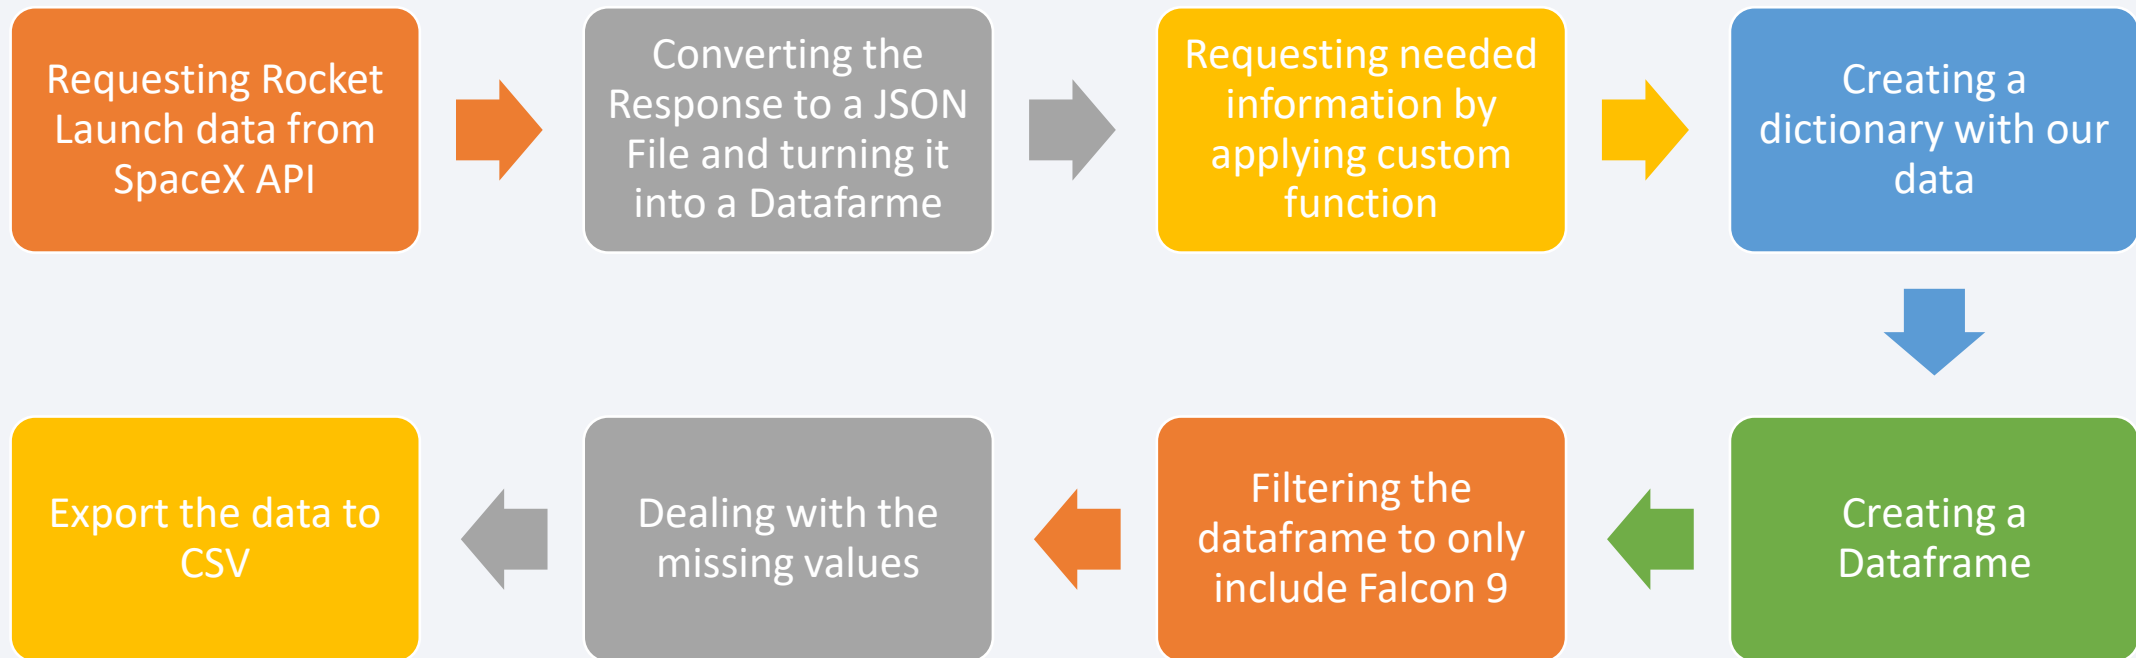 Requesting Rocket
Launch data from
SpaceX API
Converting the
Response to a JSON
File and turning it
into a Datafarme
Requesting needed
information by
applying custom
function
Creating a
dictionary with our
data
Creating a
Dataframe
Filtering the
dataframe to only
include Falcon 9
Dealing with the
missing values
Export the data to
CSV